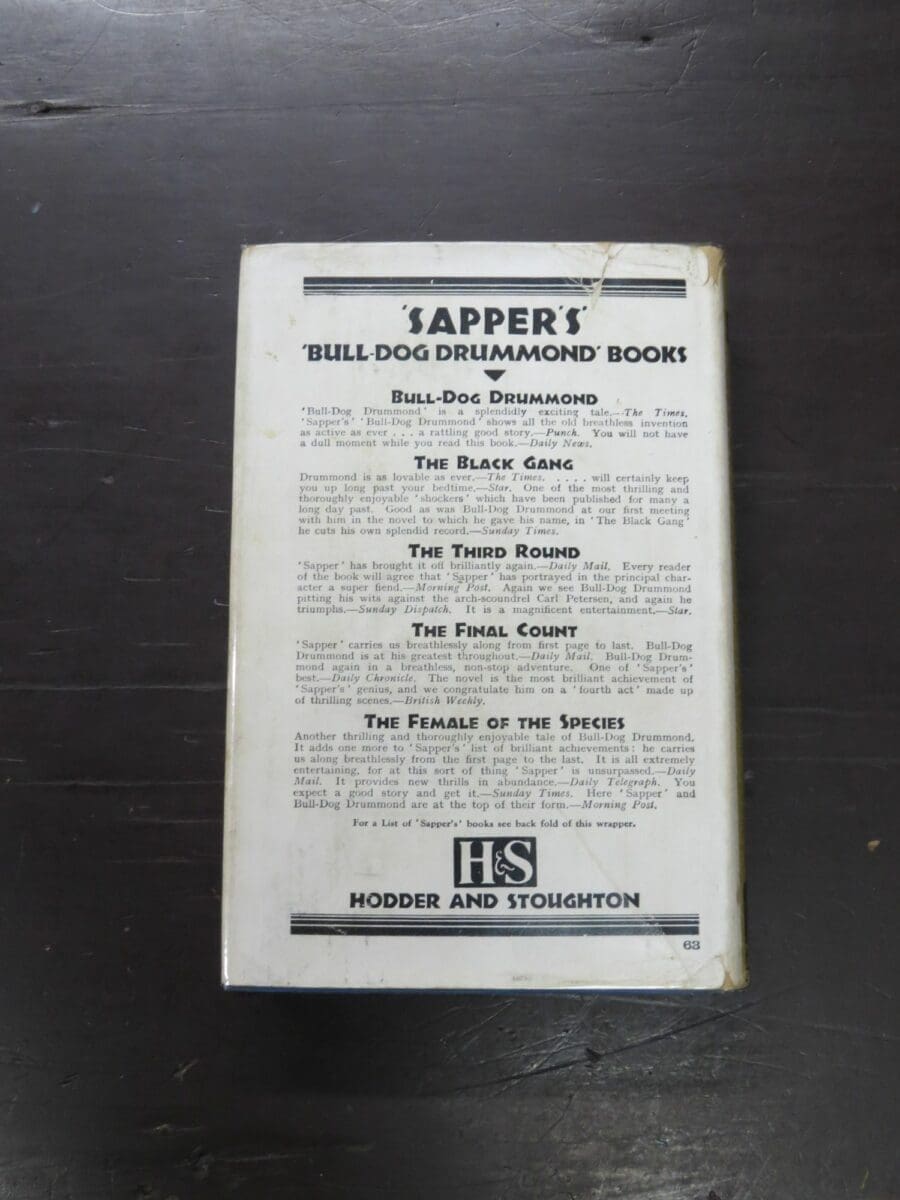 'SAPPER'S'
'BULL-DOG DRUMMOND' BOOKS
BULL-DOG DRUMMOND
'Bull-Dog Drummond' is a splendidly exciting tale.—The Times.
'Sapper's' 'Bull-Dog Drummond' shows all the old breathless invention
as active as ever . . . a rattling good story.—Punch. You will not have
a dull moment while you read this book.—Daily News.
THE BLACK GANG
Drummond is as lovable as ever.—The Times. . . . . will certainly keep
you up long past your bedtime.—Star. One of the most thrilling and
thoroughly enjoyable 'shockers' which have been published for many a
long day past. Good as was Bull-Dog Drummond at our first meeting
with him in the novel to which he gave his name, in 'The Black Gang'
he cuts his own splendid record.—Sunday Times.
THE THIRD ROUND
'Sapper' has brought it off brilliantly again.—Daily Mail. Every reader
of the book will agree that 'Sapper' has portrayed in the principal char-
acter a super fiend.—Morning Post. Again we see Bull-Dog Drummond
pitting his wits against the arch-scoundrel Carl Petersen, and again he
triumphs.—Sunday Dispatch. It is a magnificent entertainment.—Star.
THE FINAL COUNT
'Sapper' carries us breathlessly along from first page to last. Bull-Dog
Drummond is at his greatest throughout.—Daily Mail. Bull-Dog Drum-
mond again in a breathless, non-stop adventure. One of 'Sapper's'
best.—Daily Chronicle. The novel is the most brilliant achievement of
'Sapper's' genius, and we congratulate him on a 'fourth act' made up
of thrilling scenes.—British Weekly.
THE FEMALE OF THE SPECIES
Another thrilling and thoroughly enjoyable tale of Bull-Dog Drummond.
It adds one more to 'Sapper's' list of brilliant achievements : he carries
us along breathlessly from the first page to the last. It is all extremely
entertaining, for at this sort of thing 'Sapper' is unsurpassed.—Daily
Mail. It provides new thrills in abundance.—Daily Telegraph. You
expect a good story and get it.—Sunday Times. Here 'Sapper' and
Bull-Dog Drummond are at the top of their form.—Morning Post.
For a List of 'Sapper's' books see back fold of this wrapper.
H&S
HODDER AND STOUGHTON
63